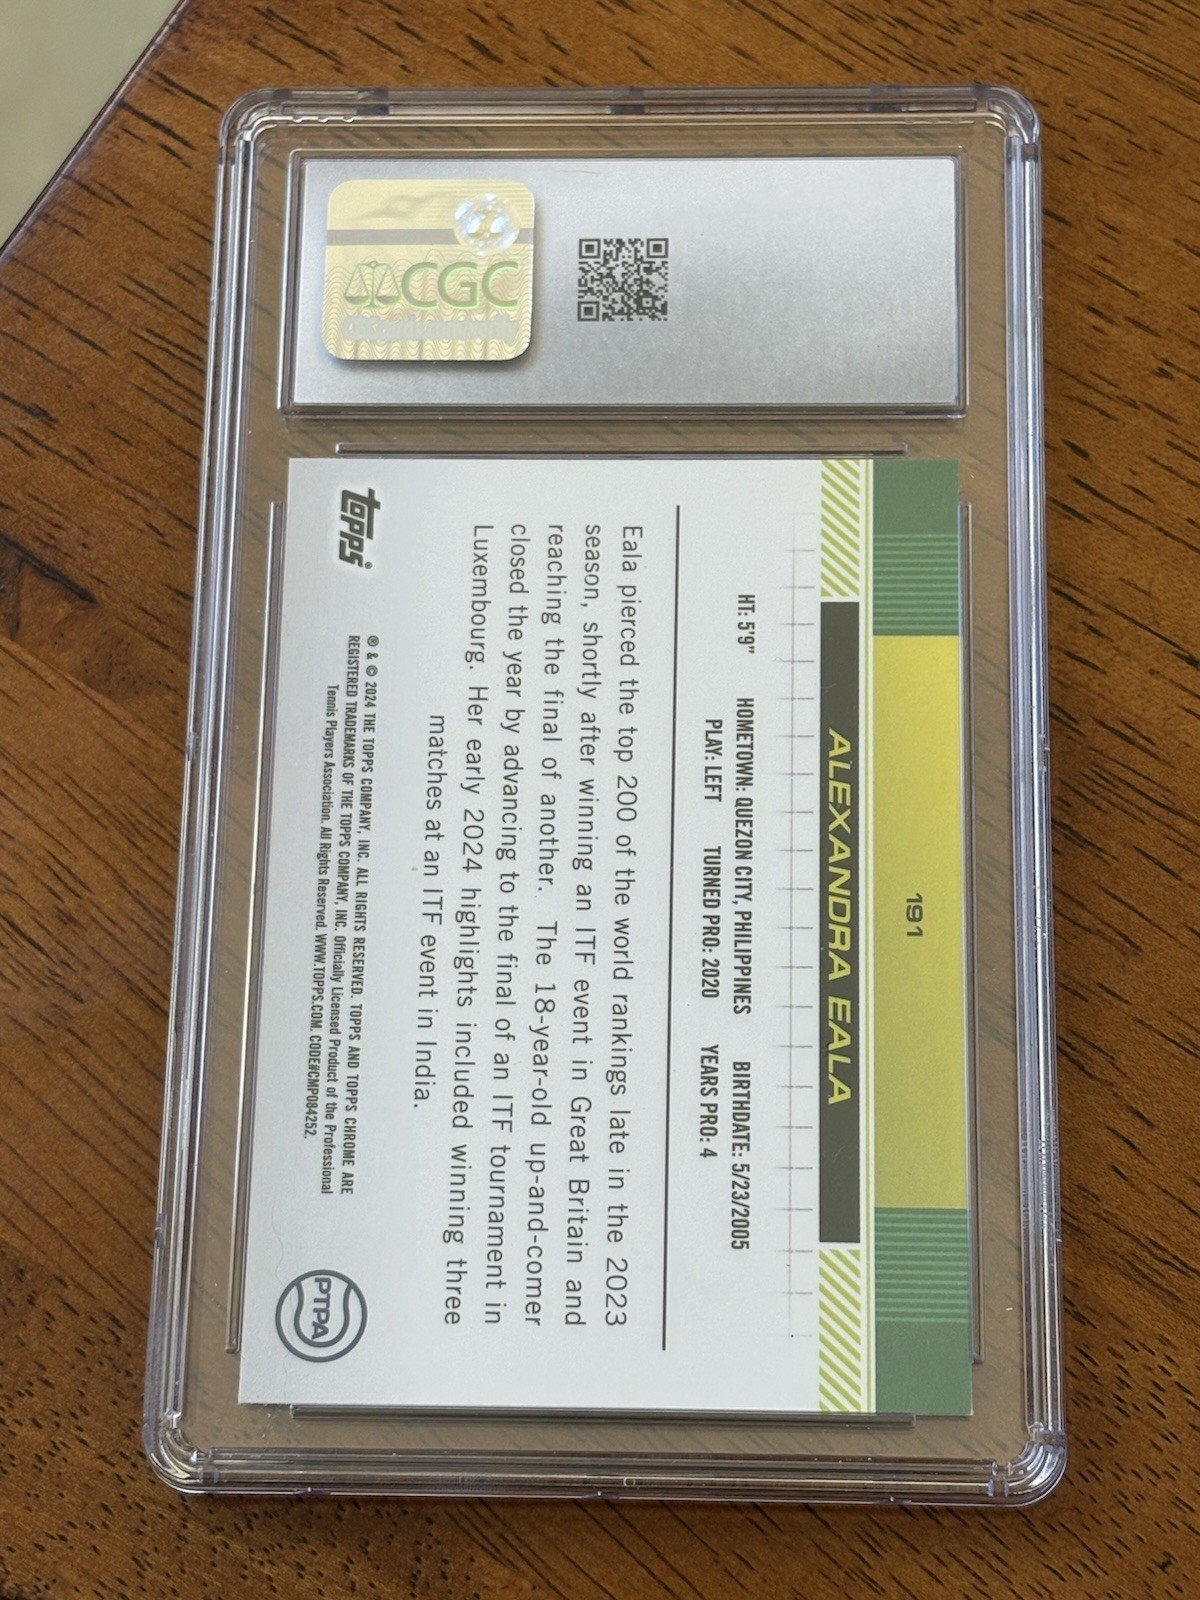 CGC
191
ALEXANDRA EALA
HT: 5'9" HOMETOWN: QUEZON CITY, PHILIPPINES BIRTHDATE: 5/23/2005
PLAY: LEFT TURNED PRO: 2020 YEARS PRO: 4
Eala pierced the top 200 of the world rankings late in the 2023
season, shortly after winning an ITF event in Great Britain and
reaching the final of another. The 18-year-old up-and-comer
closed the year by advancing to the final of an ITF tournament in
Luxembourg. Her early 2024 highlights included winning three
matches at an ITF event in India.
topps®
® & © 2024 THE TOPPS COMPANY, INC. ALL RIGHTS RESERVED. TOPPS AND TOPPS CHROME ARE
REGISTERED TRADEMARKS OF THE TOPPS COMPANY, INC. Officially Licensed Product of the Professional
Tennis Players Association. All Rights Reserved. WWW.TOPPS.COM. CODE#CMP084252.
PTPA